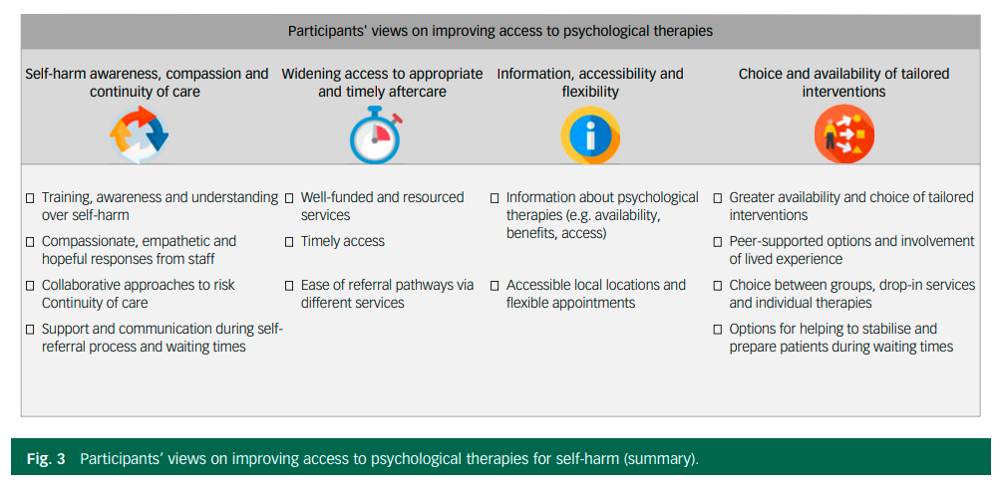 Participants' views on improving access to psychological therapies
Self-harm awareness, compassion and
continuity of care
Widening access to appropriate
and timely aftercare
Information, accessibility and
flexibility
Choice and availability of tailored
interventions
Training, awareness and understanding
over self-harm
Compassionate, empathetic and
hopeful responses from staff
Collaborative approaches to risk
Continuity of care
Support and communication during self-
referral process and waiting times
Well-funded and resourced
services
Timely access
Ease of referral pathways via
different services
Information about psychological
therapies (e.g. availability,
benefits, access)
Accessible local locations and
flexible appointments
Greater availability and choice of tailored
interventions
Peer-supported options and involvement
of lived experience
Choice between groups, drop-in services
and individual therapies
Options for helping to stabilise and
prepare patients during waiting times
Fig. 3 Participants' views on improving access to psychological therapies for self-harm (summary).